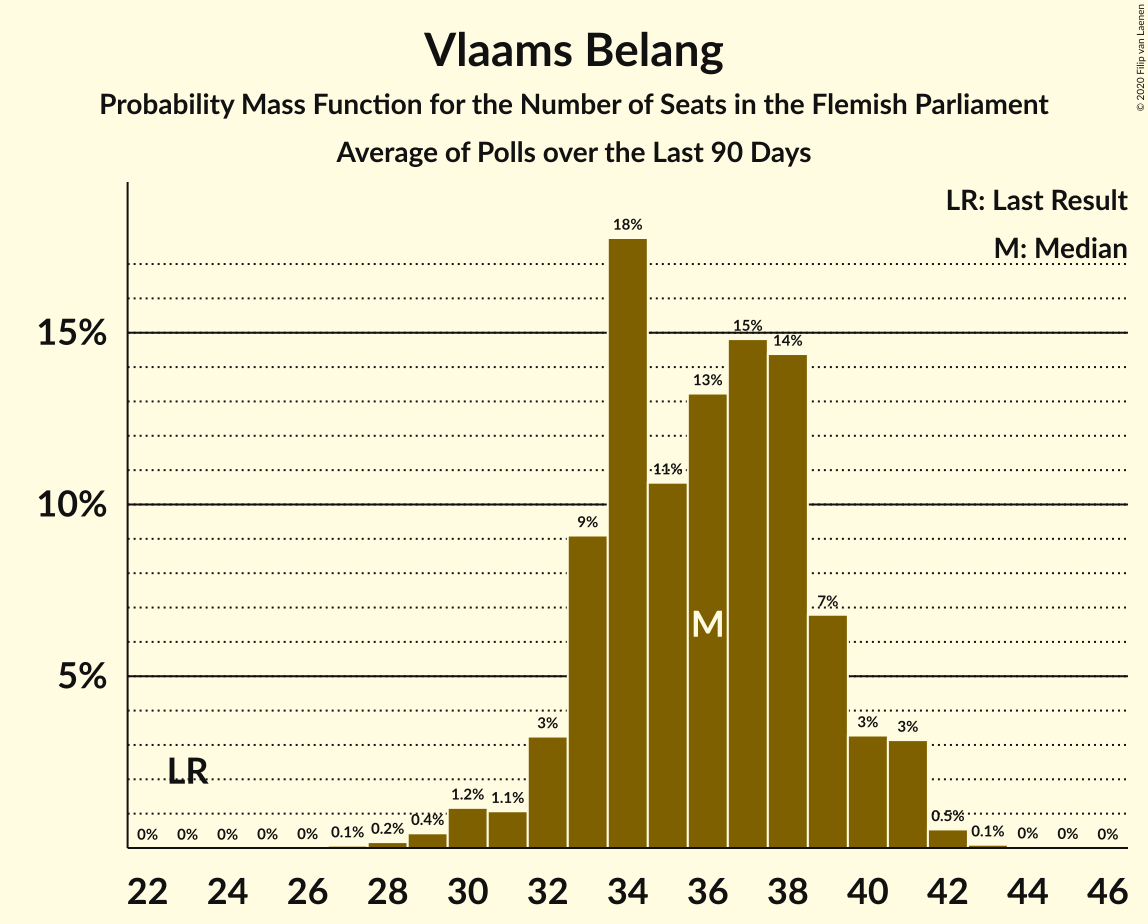 Vlaams Belang
Probability Mass Function for the Number of Seats in the Flemish Parliament
Average of Polls over the Last 90 Days
© 2020 Filip van Laenen
LR: Last Result
M: Median
15%
10%
5%
0% 0% 0% 0% 0% 0.1% 0.2% 0.4% 1.2% 1.1% 3% 9% 18% 11% 13% 15% 14% 7% 3% 3% 0.5% 0.1% 0% 0% 0%
LR
M
22 24 26 28 30 32 34 36 38 40 42 44 46